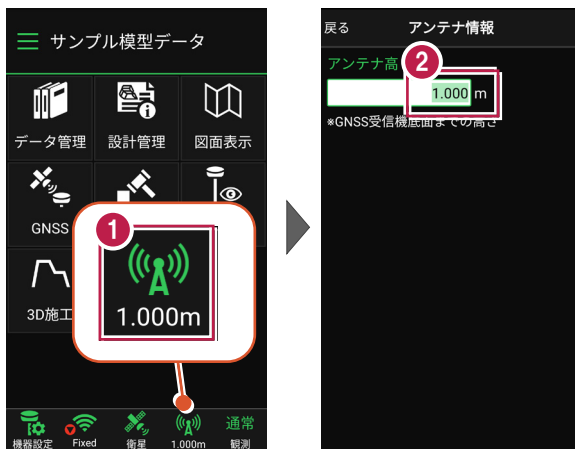 サンプル模型データ
データ管理
設計管理
図面表示
GNSS
1
1.000m
3D施工
機器設定
Fixed
衛星
1.000m
通常
観測
戻る
アンテナ情報
アンテナ高
2
1.000 m
※GNSS受信機底面までの高さ